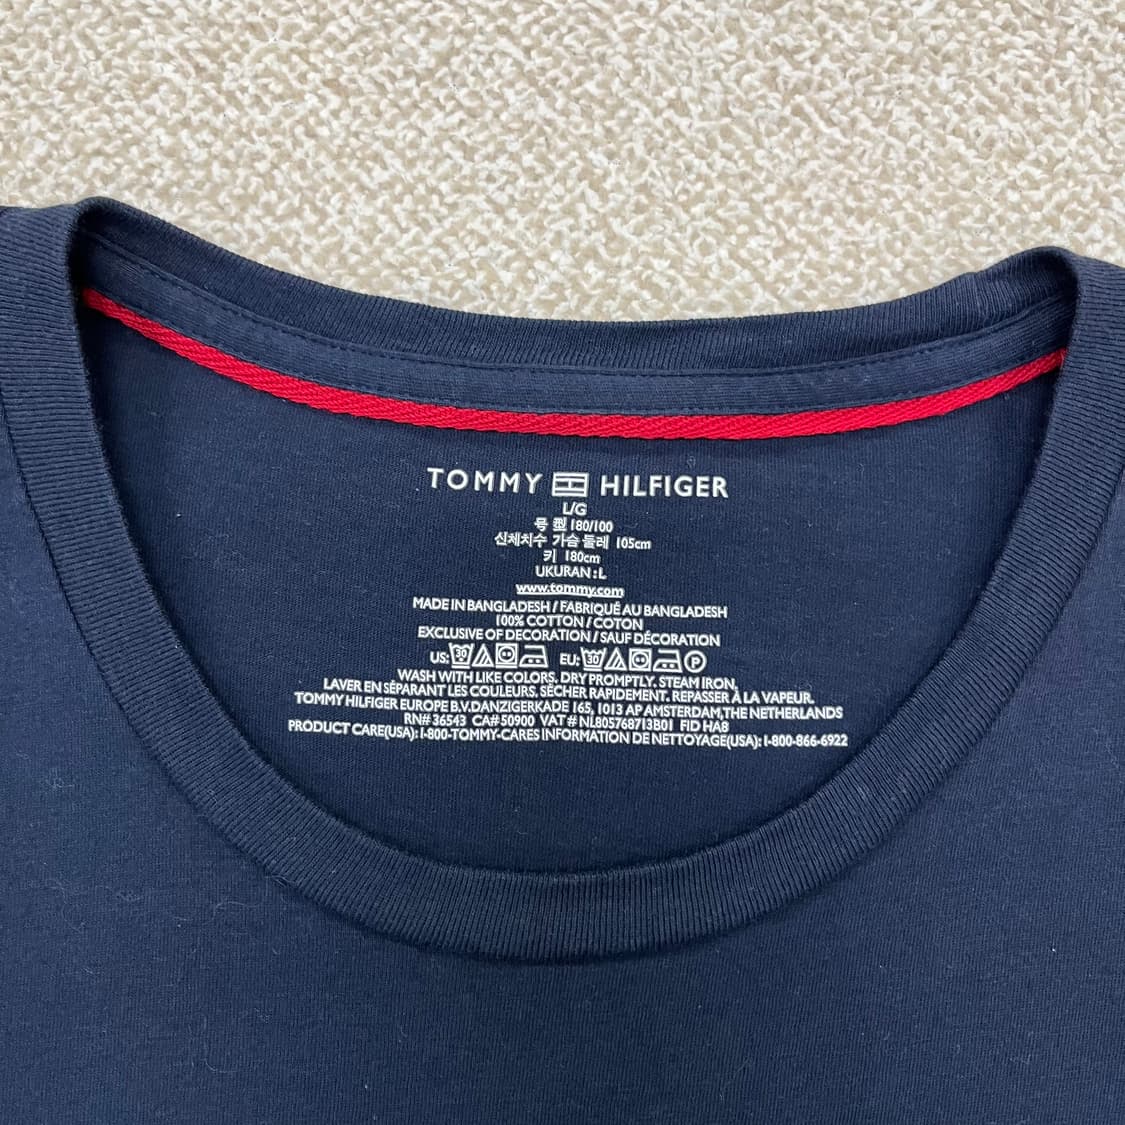 TOMMY HILFIGER
L/G
号型 180/100
신체치수 가슴둘레 105cm
키 180cm
UKURAN : L
www.tommy.com
MADE IN BANGLADESH / FABRIQUÉ AU BANGLADESH
100% COTTON / COTON
EXCLUSIVE OF DECORATION / SAUF DÉCORATION
US: 30 EU: 30 P
WASH WITH LIKE COLORS. DRY PROMPTLY. STEAM IRON.
LAVER EN SÉPARANT LES COULEURS. SÉCHER RAPIDEMENT. REPASSER À LA VAPEUR.
TOMMY HILFIGER EUROPE B.V. DANZIGERKADE 165, 1013 AP AMSTERDAM, THE NETHERLANDS
RN# 36543 CA# 50900 VAT # NL805768713B01 FID HA8
PRODUCT CARE(USA): 1-800-TOMMY-CARES INFORMATION DE NETTOYAGE(USA): 1-800-866-6922